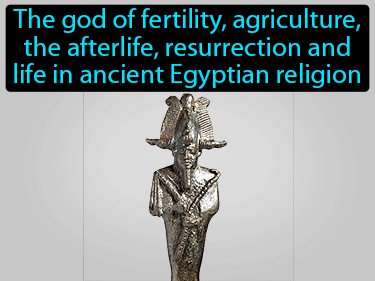 The god of fertility, agriculture,
the afterlife, resurrection and
life in ancient Egyptian religion